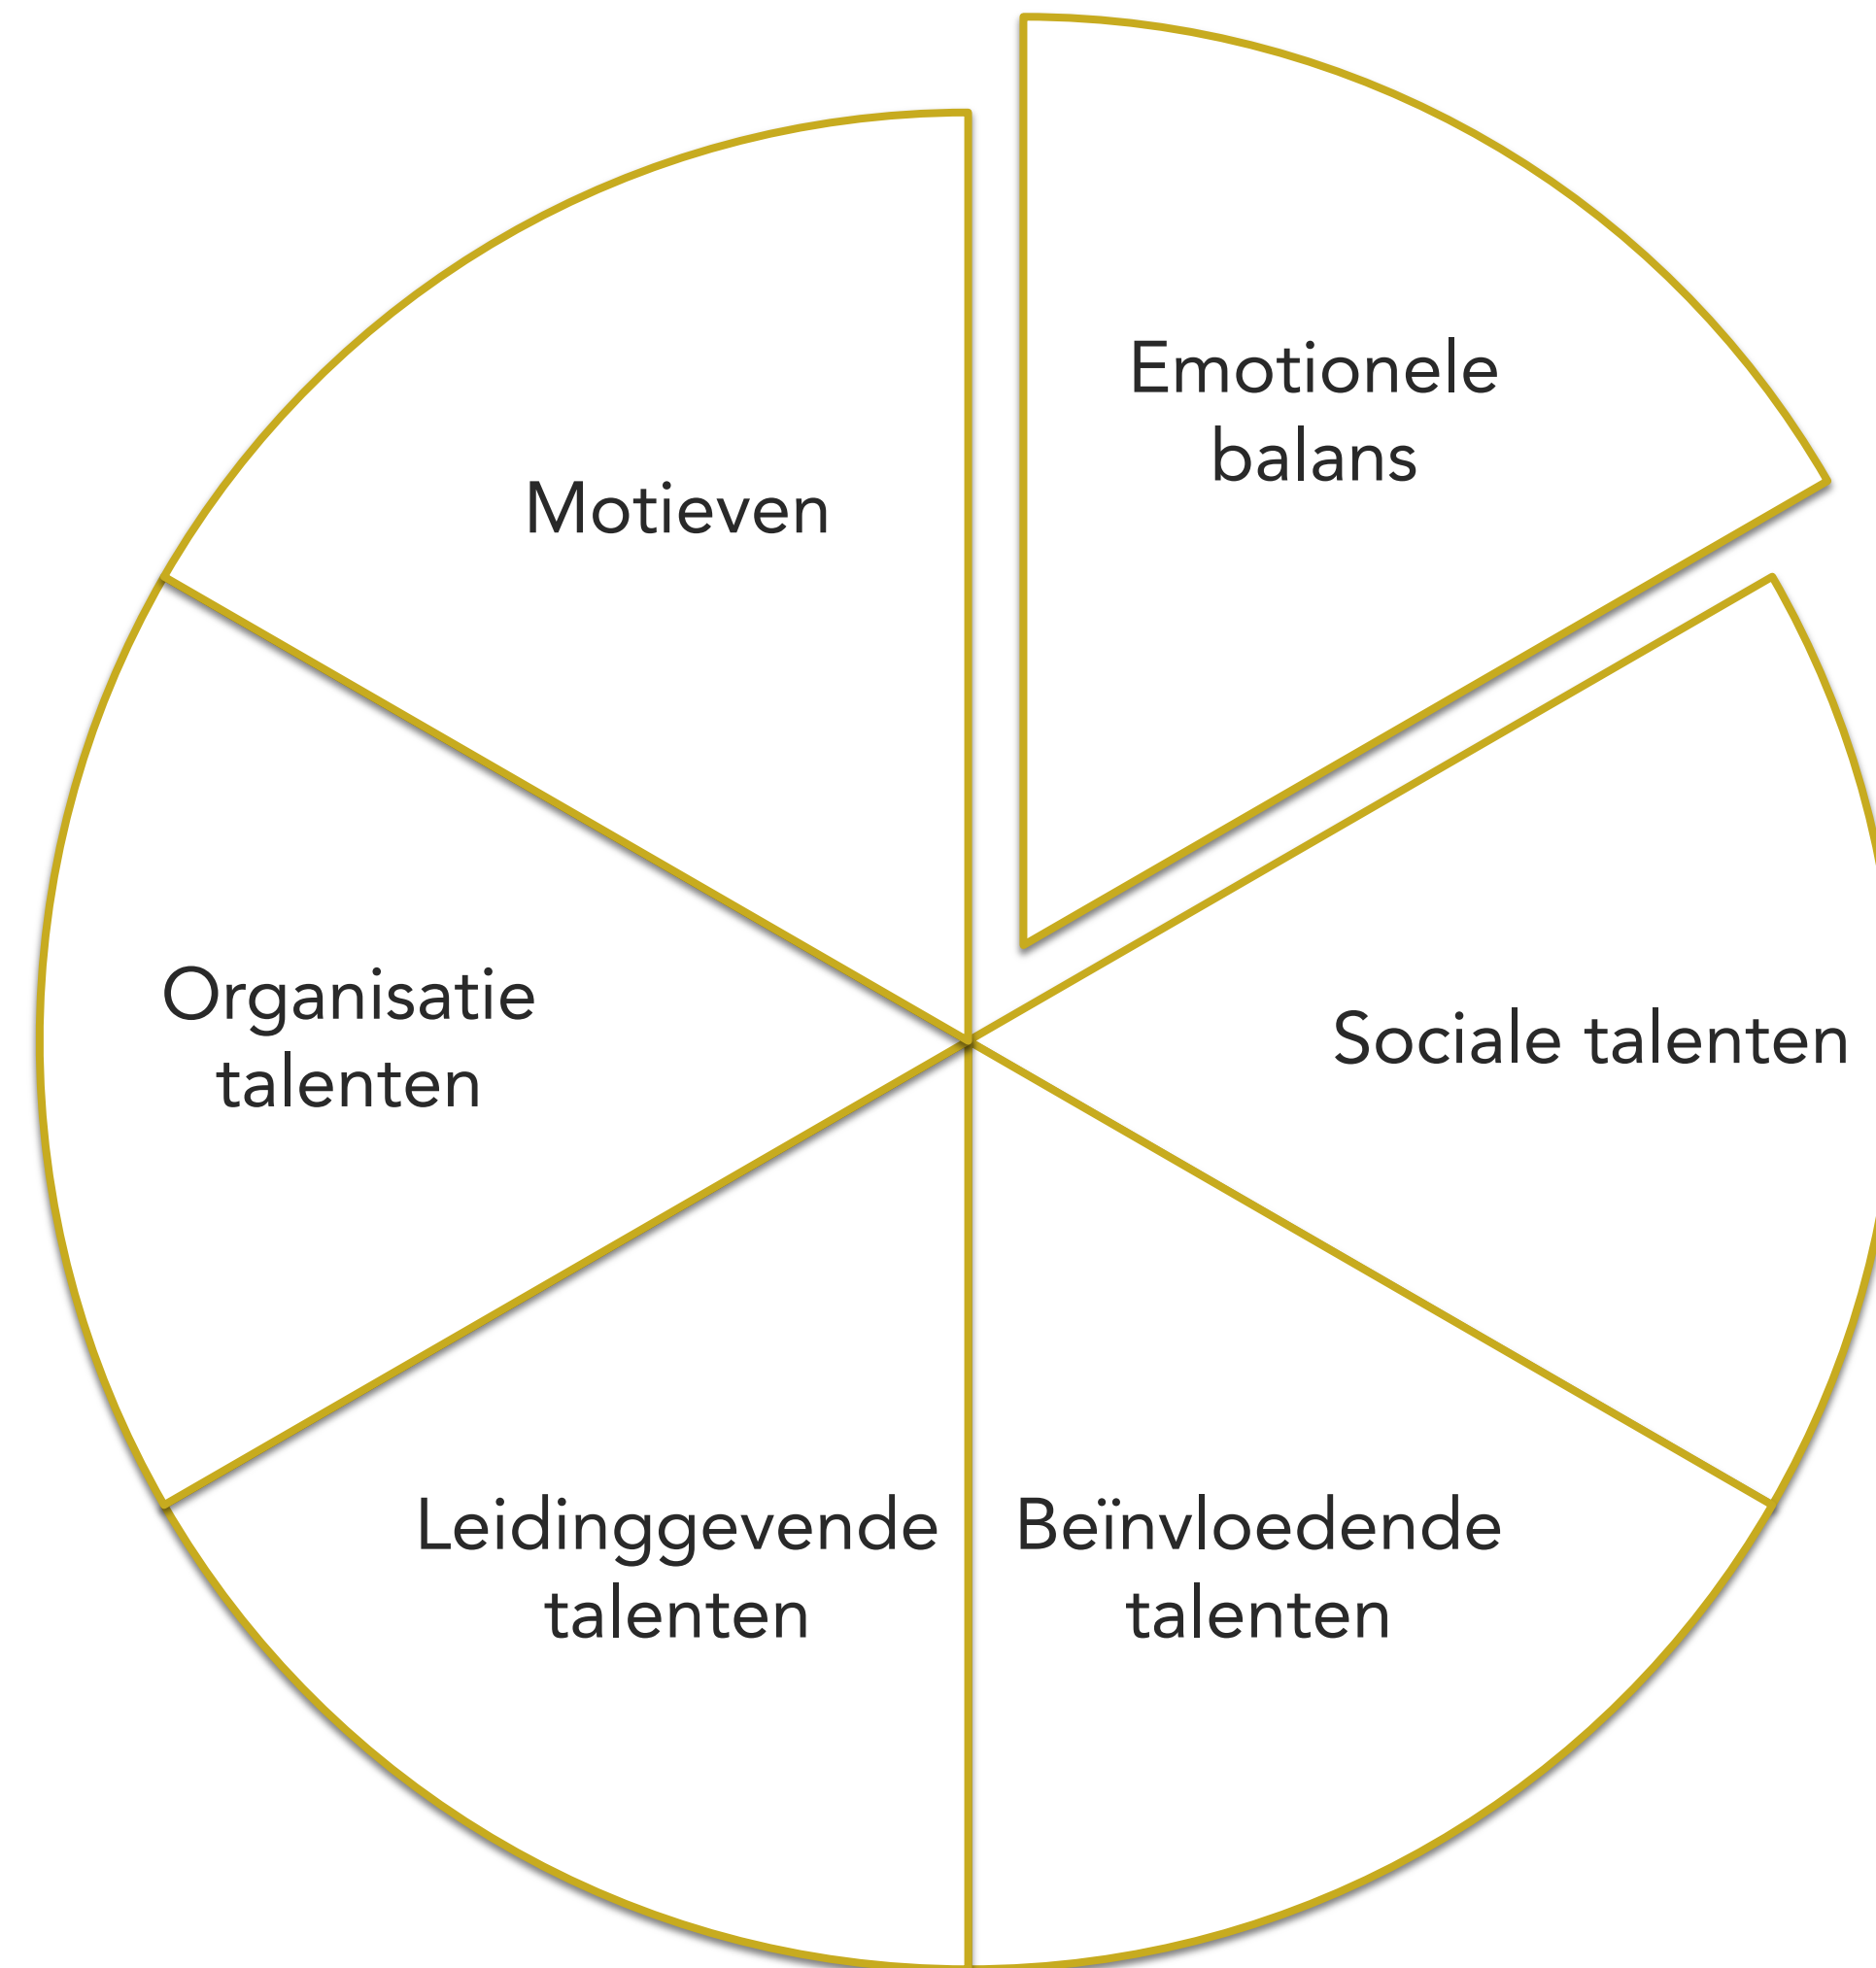 Emotionele
balans
Sociale talenten
Beïnvloedende
talenten
Leidinggevende
talenten
Organisatie
talenten
Motieven